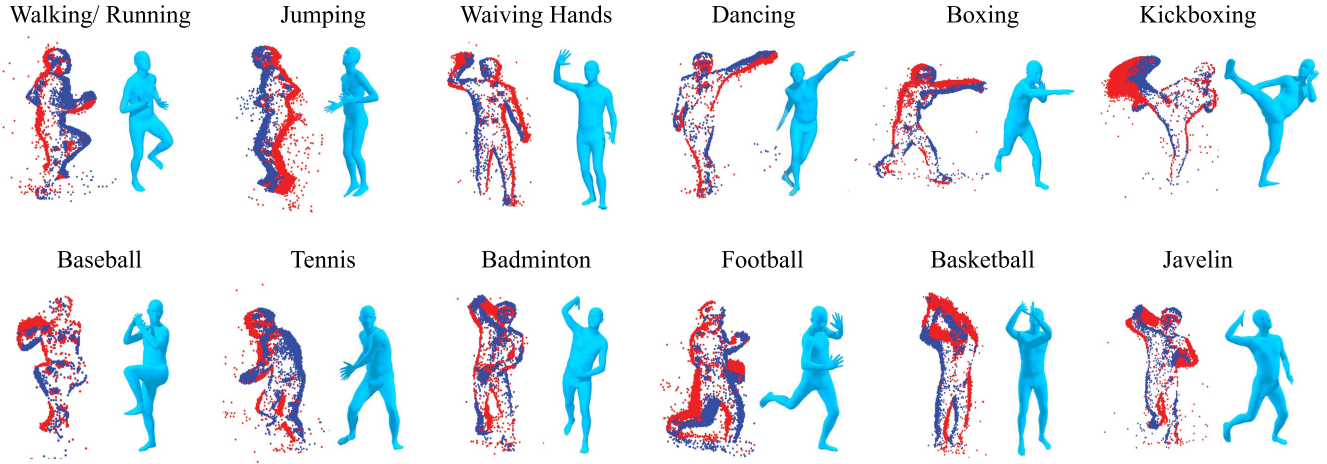 Walking/ Running Jumping Waiving Hands Dancing Boxing Kickboxing
Baseball Tennis Badminton Football Basketball Javelin